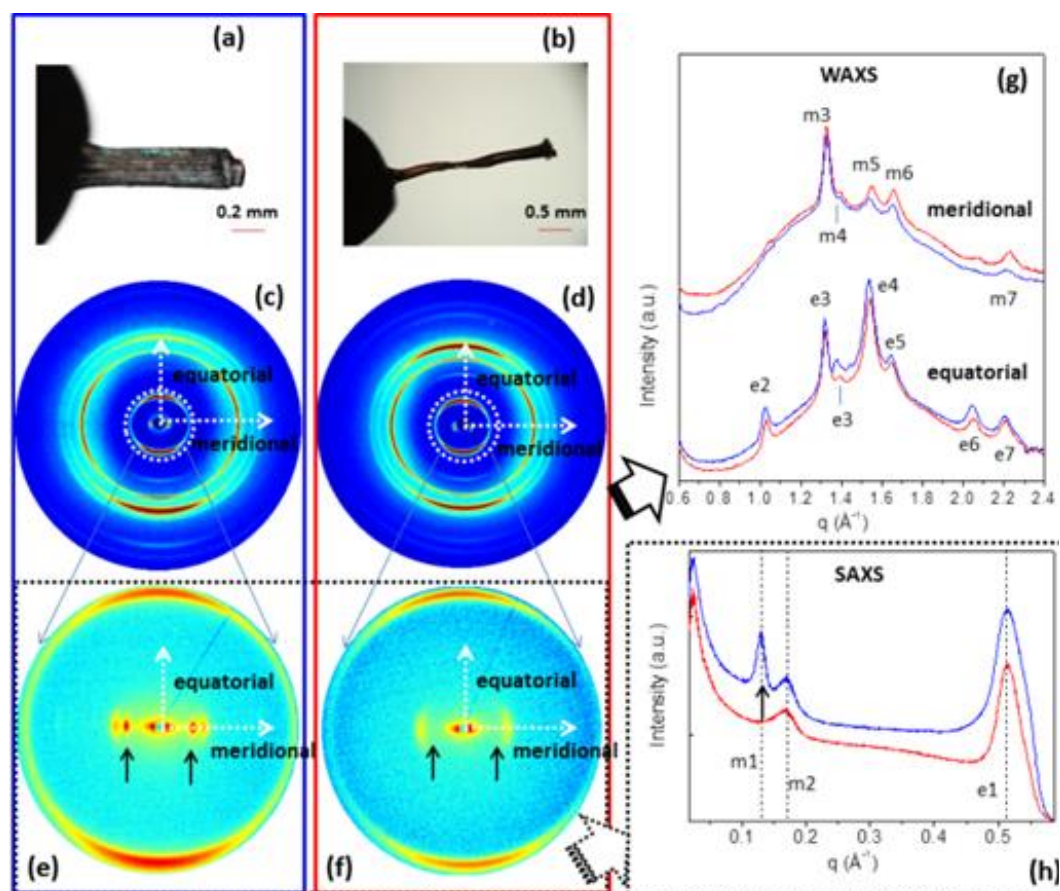 (a)
0.2 mm
(b)
0.5 mm
(c)
equatorial
meridional
(d)
equatorial
meridional
(e)
equatorial
meridional
(f)
equatorial
meridional
WAXS
(g)
m3
m5
m6
meridional
m4
m7
e3
e4
e5
equatorial
e2
e3
e6
e7
Intensity (a.u.)
0.6 0.8 1.0 1.2 1.4 1.6 1.8 2.0 2.2 2.4
q (Å⁻¹)
SAXS
Intensity (a.u.)
m1
m2
e1
0.1 0.2 0.3 0.4 0.5
q (Å⁻¹)
(h)